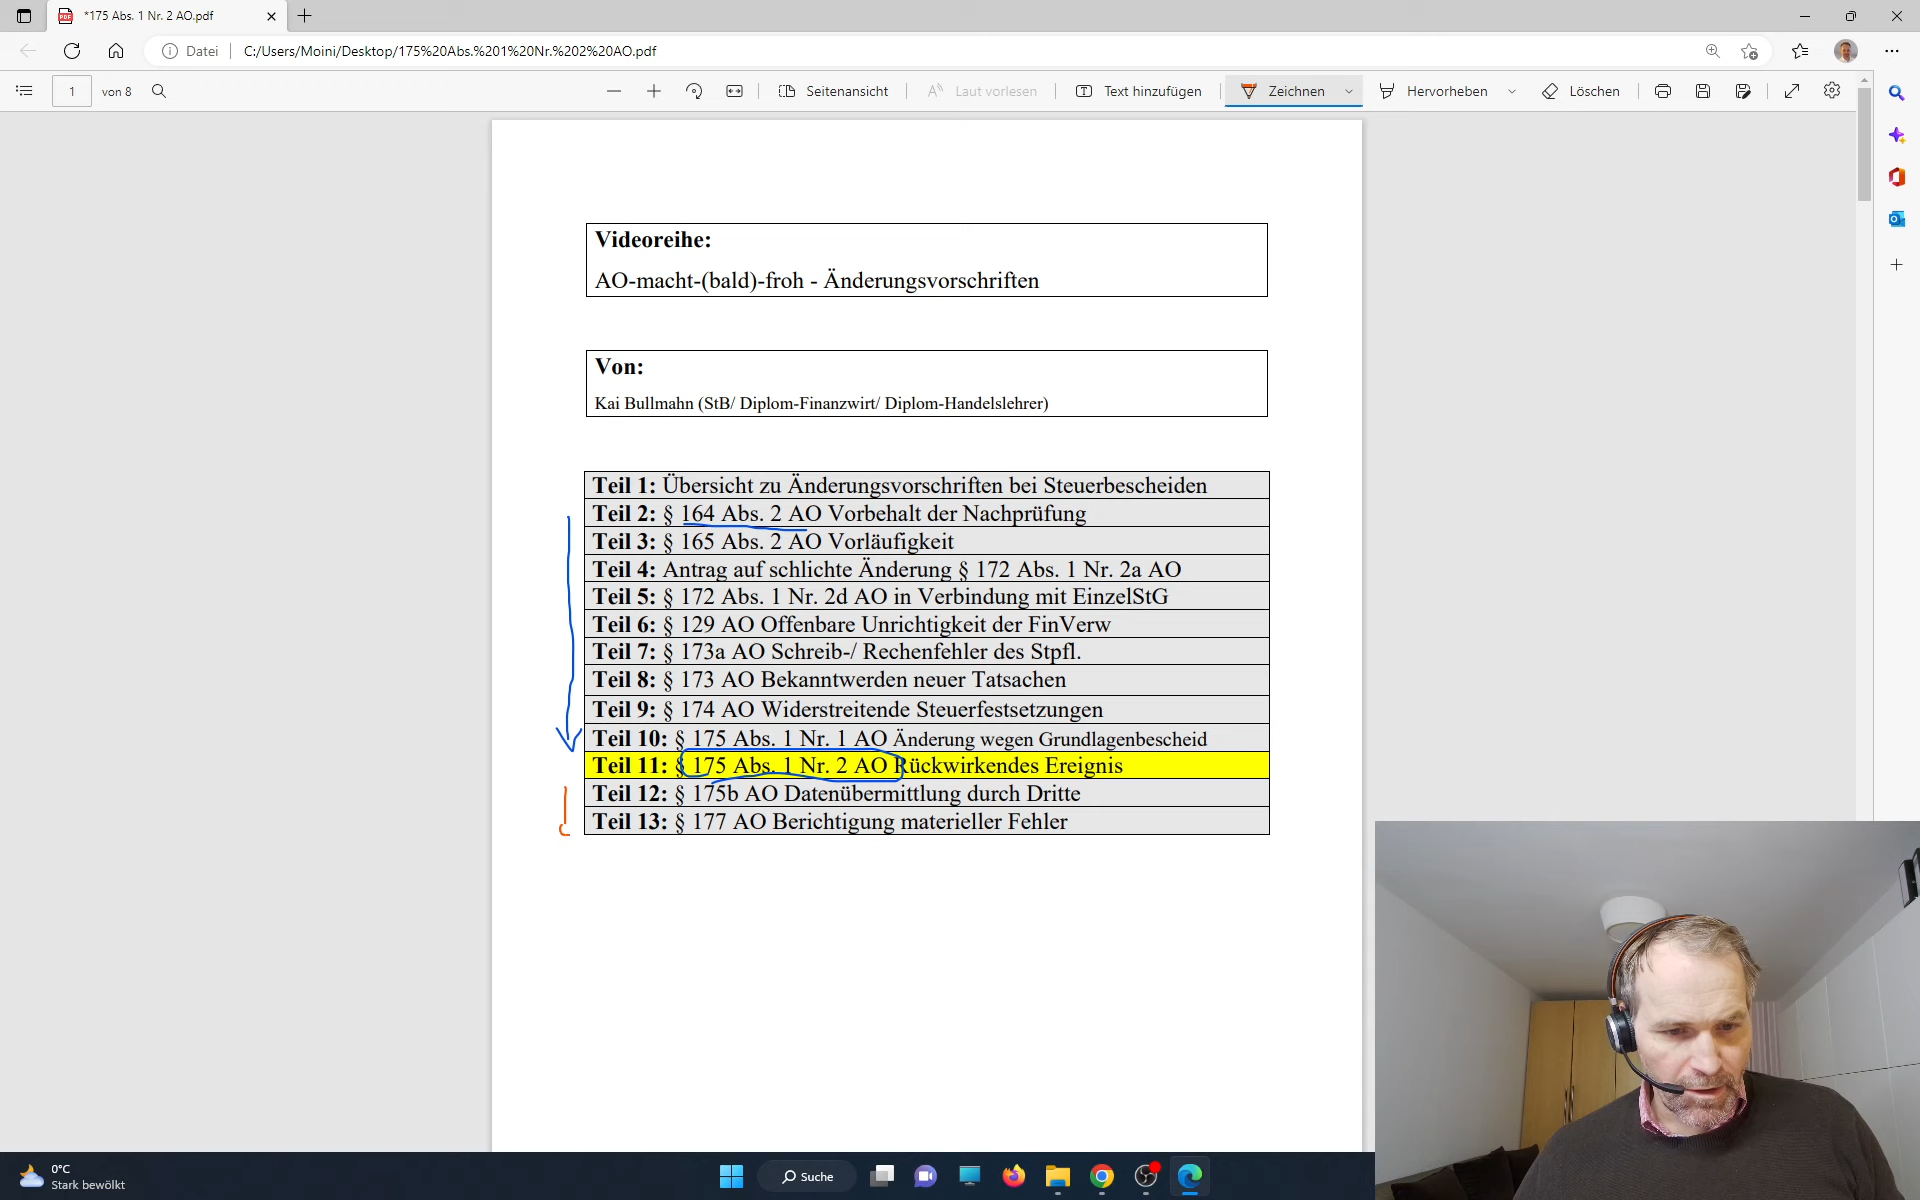 *175 Abs. 1 Nr. 2 AO.pdf
Datei
C:/Users/Moini/Desktop/175%20Abs.%201%20Nr.%202%20AO.pdf
1 von 8
Seitenansicht
Laut vorlesen
Text hinzufügen
Zeichnen
Hervorheben
Löschen
Videoreihe:
AO-macht-(bald)-froh - Änderungsvorschriften
Von:
Kai Bullmahn (StB/ Diplom-Finanzwirt/ Diplom-Handelslehrer)
Teil 1: Übersicht zu Änderungsvorschriften bei Steuerbescheiden
Teil 2: § 164 Abs. 2 AO Vorbehalt der Nachprüfung
Teil 3: § 165 Abs. 2 AO Vorläufigkeit
Teil 4: Antrag auf schlichte Änderung § 172 Abs. 1 Nr. 2a AO
Teil 5: § 172 Abs. 1 Nr. 2d AO in Verbindung mit EinzelStG
Teil 6: § 129 AO Offenbare Unrichtigkeit der FinVerw
Teil 7: § 173a AO Schreib-/ Rechenfehler des Stpfl.
Teil 8: § 173 AO Bekanntwerden neuer Tatsachen
Teil 9: § 174 AO Widerstreitende Steuerfestsetzungen
Teil 10: § 175 Abs. 1 Nr. 1 AO Änderung wegen Grundlagenbescheid
Teil 11: § 175 Abs. 1 Nr. 2 AO Rückwirkendes Ereignis
Teil 12: § 175b AO Datenübermittlung durch Dritte
Teil 13: § 177 AO Berichtigung materieller Fehler
0°C
Stark bewölkt
Suche